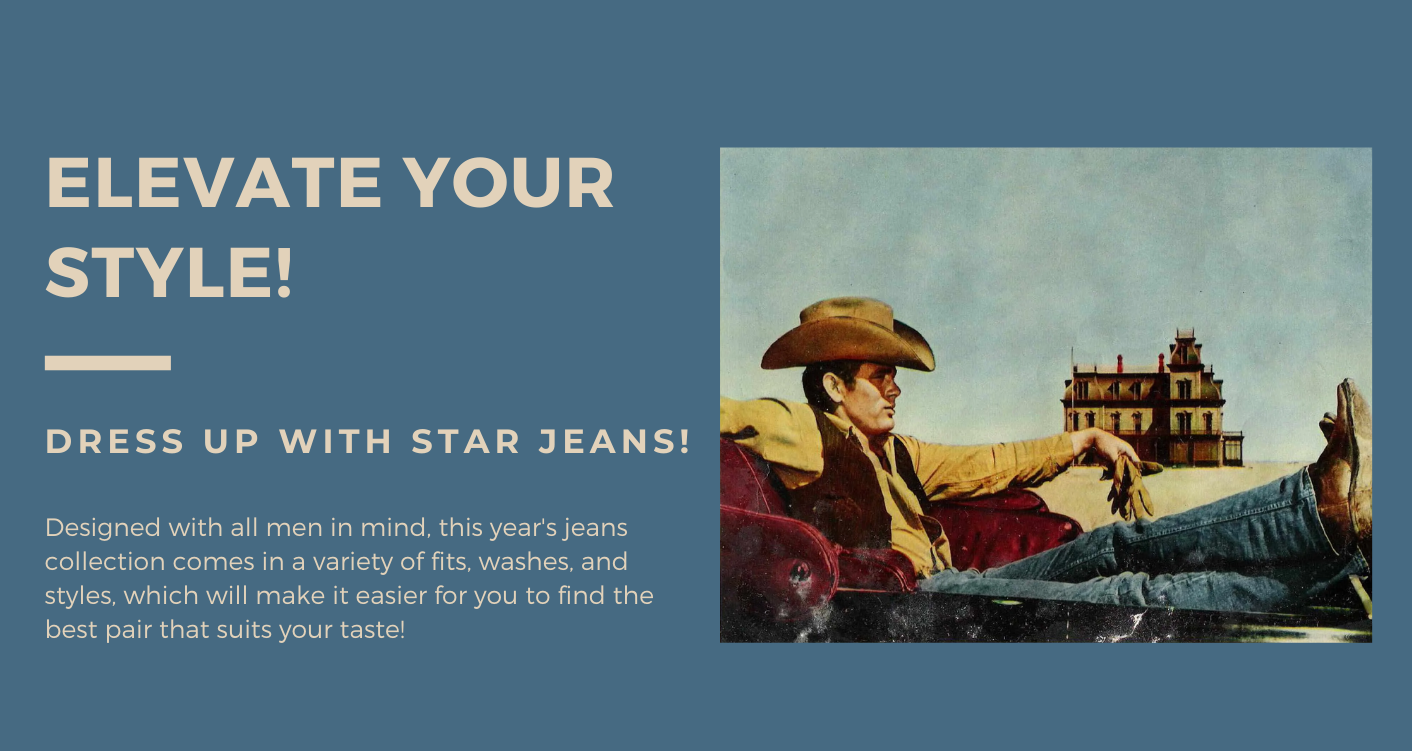 ELEVATE YOUR
STYLE!
DRESS UP WITH STAR JEANS!
Designed with all men in mind, this year's jeans
collection comes in a variety of fits, washes, and
styles, which will make it easier for you to find the
best pair that suits your taste!